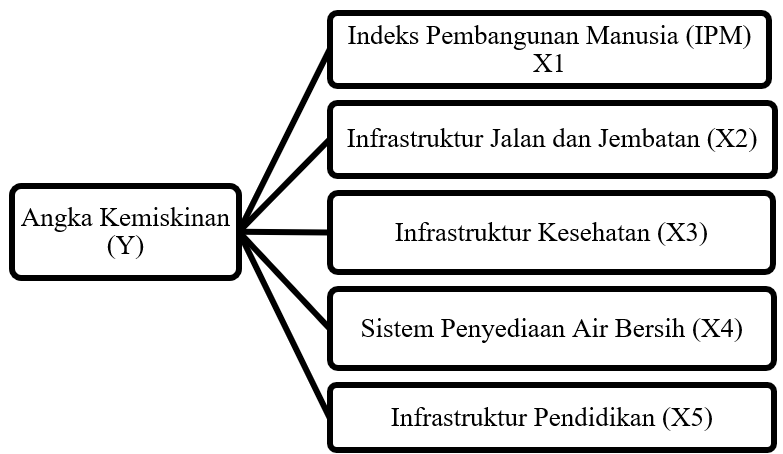 Indeks Pembangunan Manusia (IPM)
X1
Infrastruktur Jalan dan Jembatan (X2)
Angka Kemiskinan
(Y)
Infrastruktur Kesehatan (X3)
Sistem Penyediaan Air Bersih (X4)
Infrastruktur Pendidikan (X5)